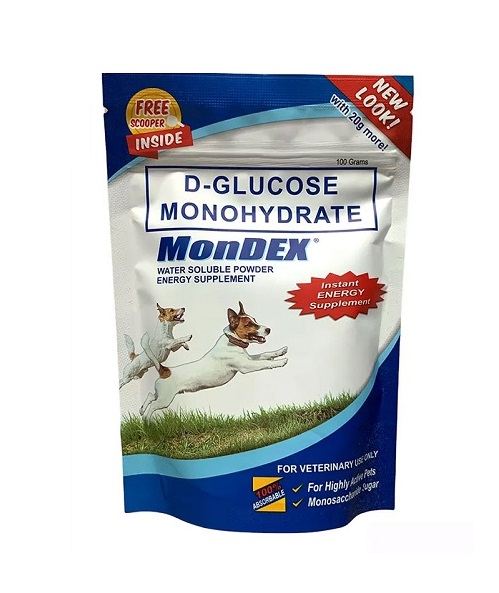 FREE
SCOOPER
INSIDE
NEW
LOOK!
with 20g more!
100 Grams
D-GLUCOSE
MONOHYDRATE
MONDEX®
WATER SOLUBLE POWDER
ENERGY SUPPLEMENT
Instant
ENERGY
Supplement
FOR VETERINARY USE ONLY
100%
ABSORBABLE
✓ For Highly Active Pets
✓ Monosaccharide Sugar